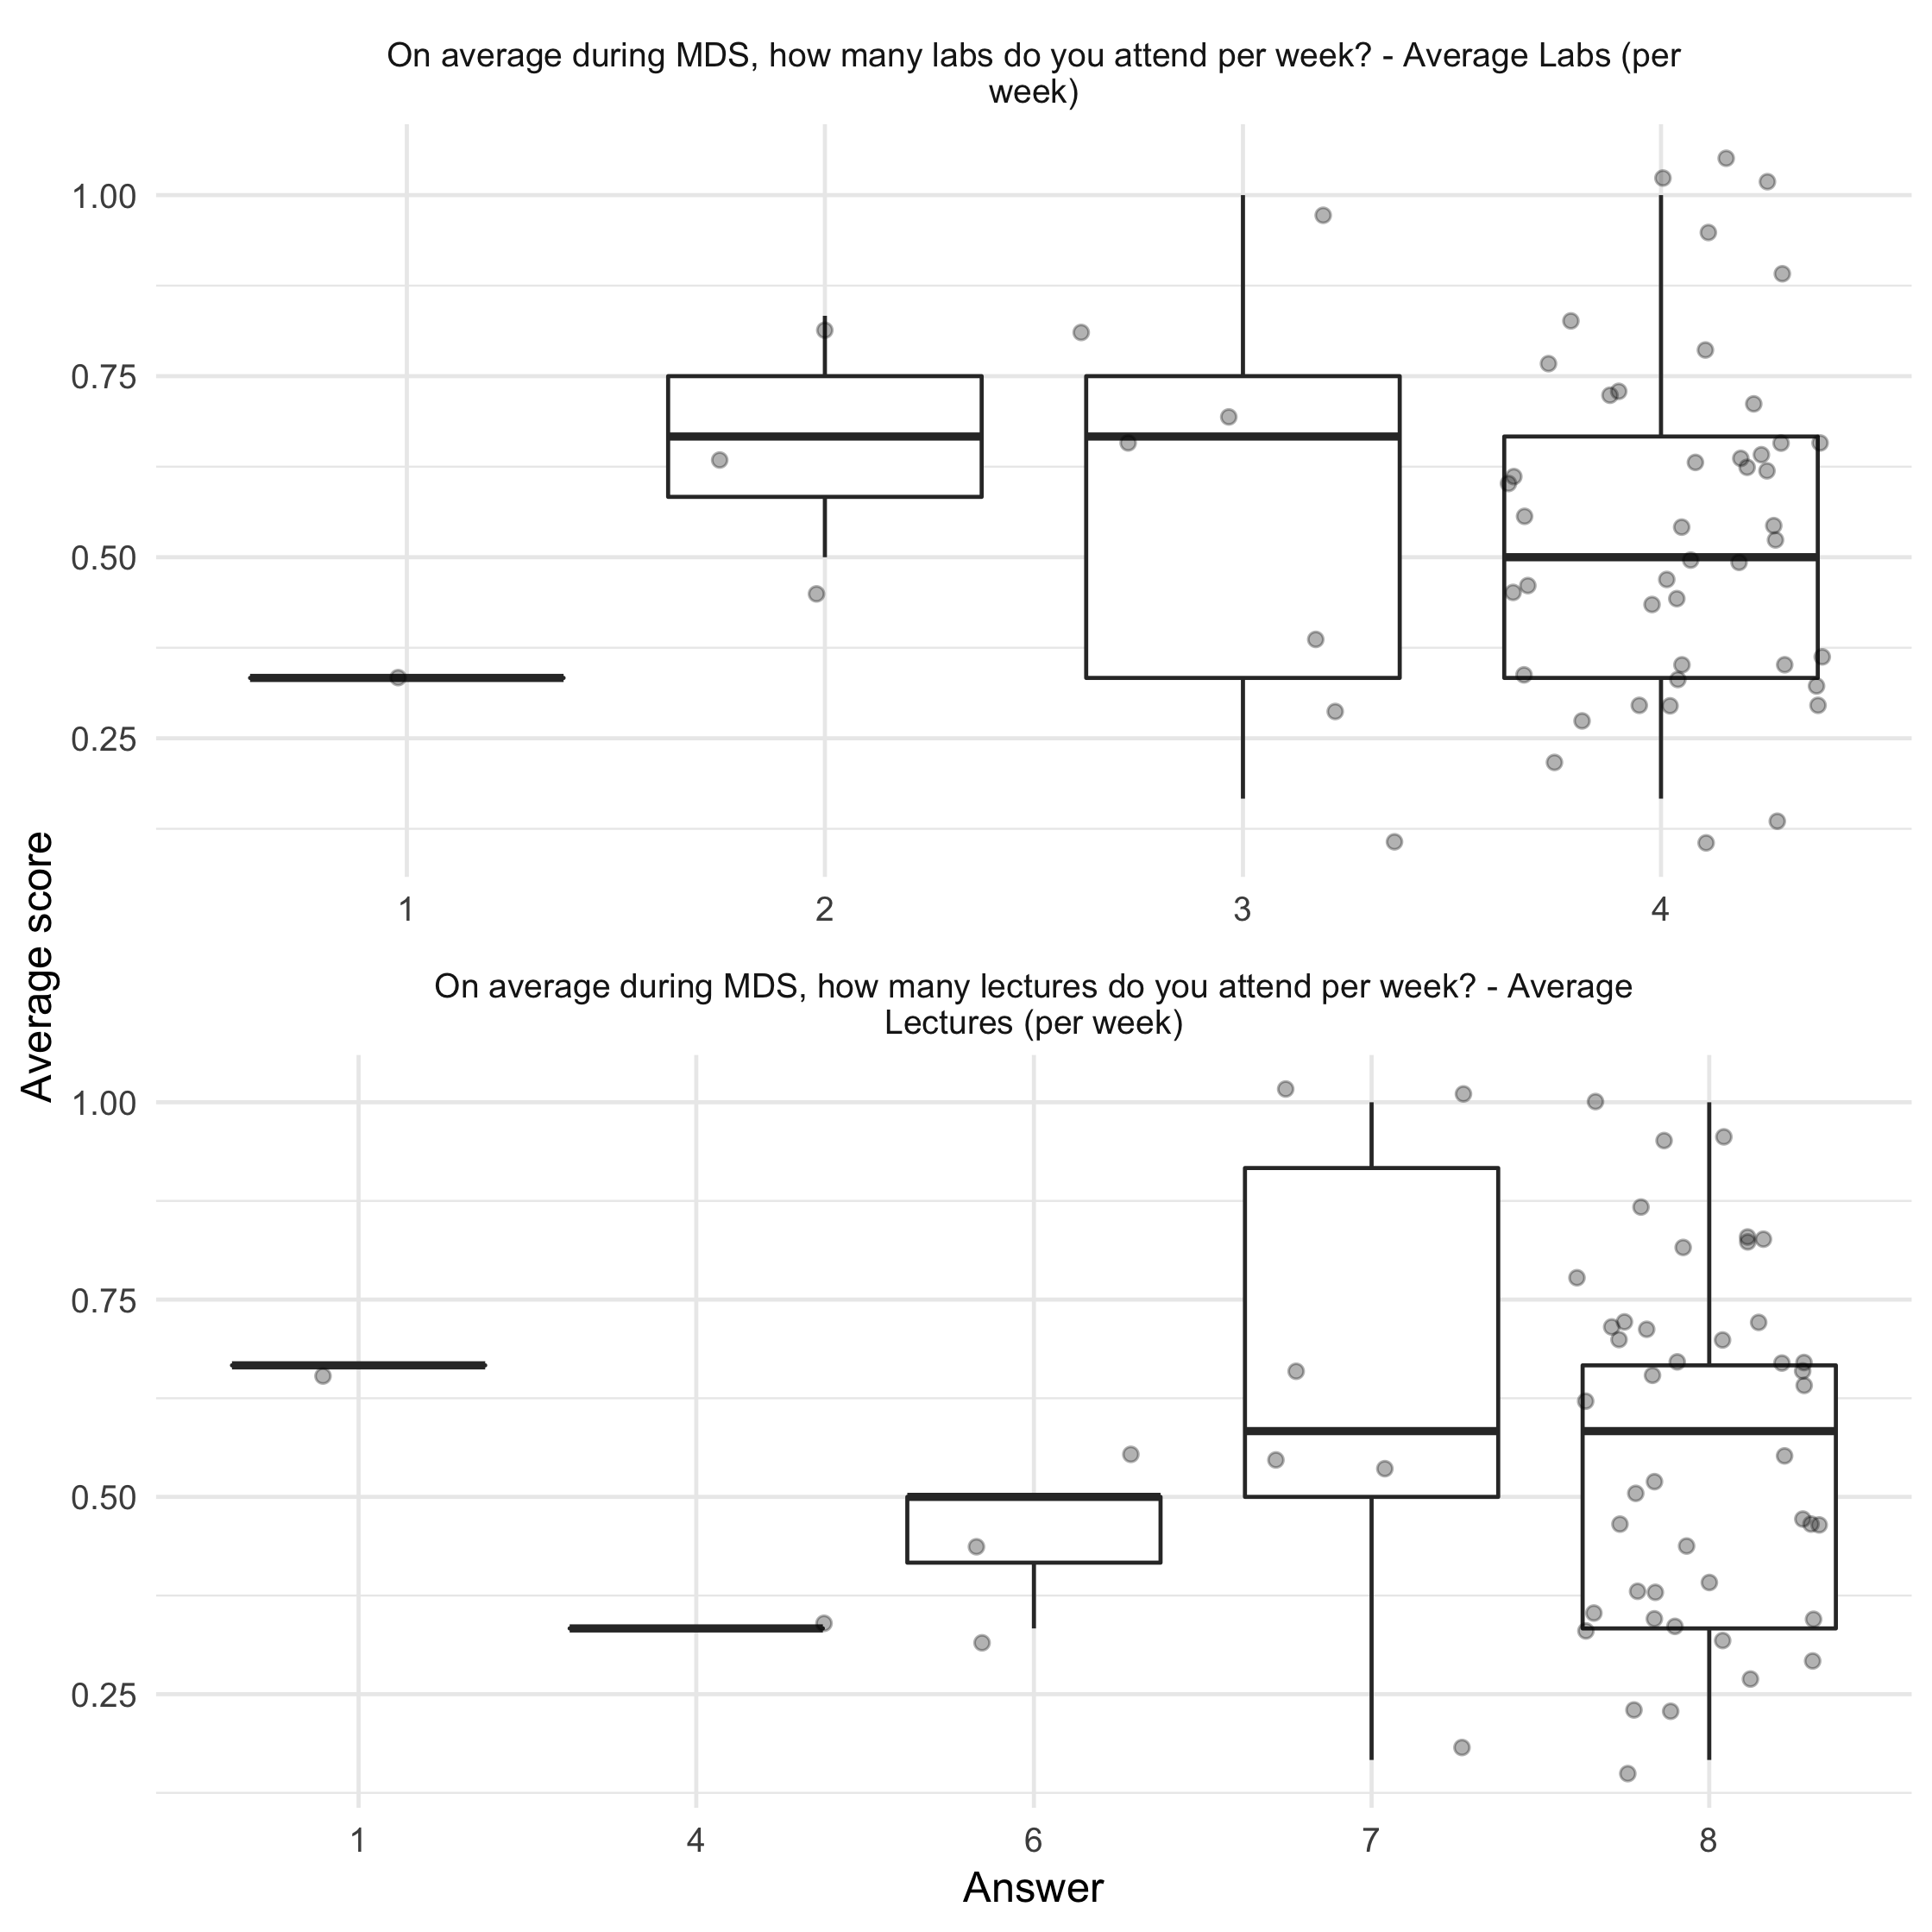 On average during MDS, how many labs do you attend per week? - Average Labs (per
week)
1.00
0.75
0.50
0.25
1 2 3 4
Average score
On average during MDS, how many lectures do you attend per week? - Average
Lectures (per week)
1.00
0.75
0.50
0.25
1 4 6 7 8
Answer